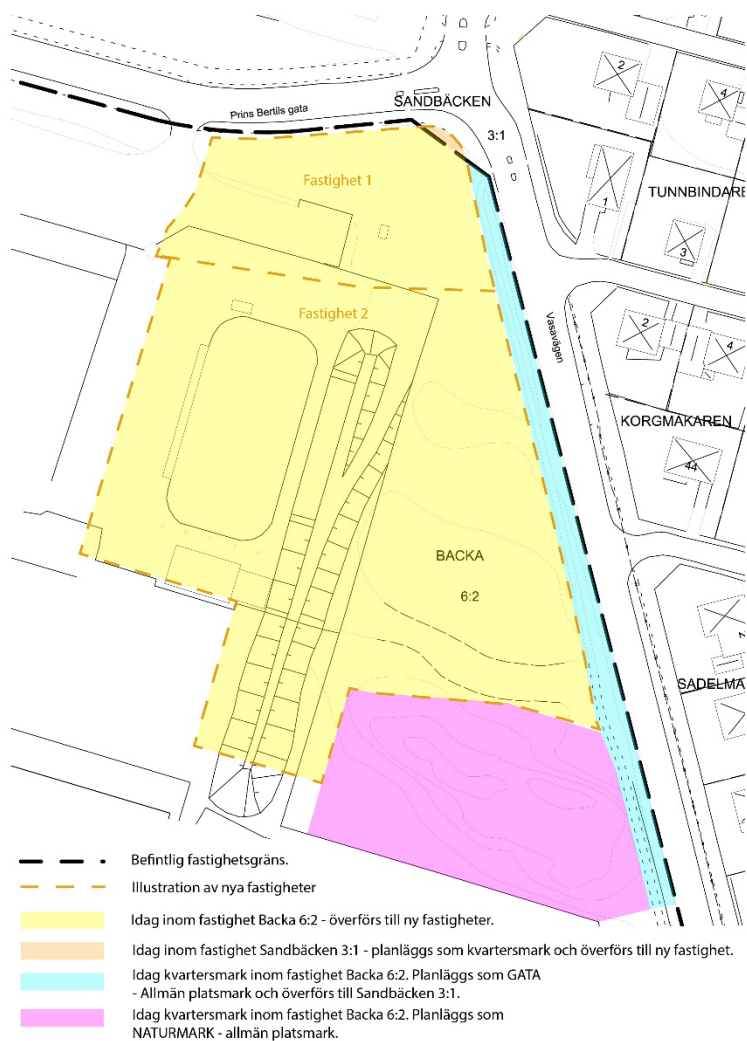 Prins Bertils gata
SANDBÄCKEN
3:1
2
4
Fastighet 1
1
TUNNBINDARE
3
Fastighet 2
Vasavägen
2
4
KORGMAKAREN
44
BACKA
6:2
SADELMA
Befintlig fastighetsgräns.
Illustration av nya fastigheter
Idag inom fastighet Backa 6:2 - överförs till ny fastigheter.
Idag inom fastighet Sandbäcken 3:1 - planläggs som kvartersmark och överförs till ny fastighet.
Idag kvartersmark inom fastighet Backa 6:2. Planläggs som GATA
- Allmän platsmark och överförs till Sandbäcken 3:1.
Idag kvartersmark inom fastighet Backa 6:2. Planläggs som
NATURMARK - allmän platsmark.